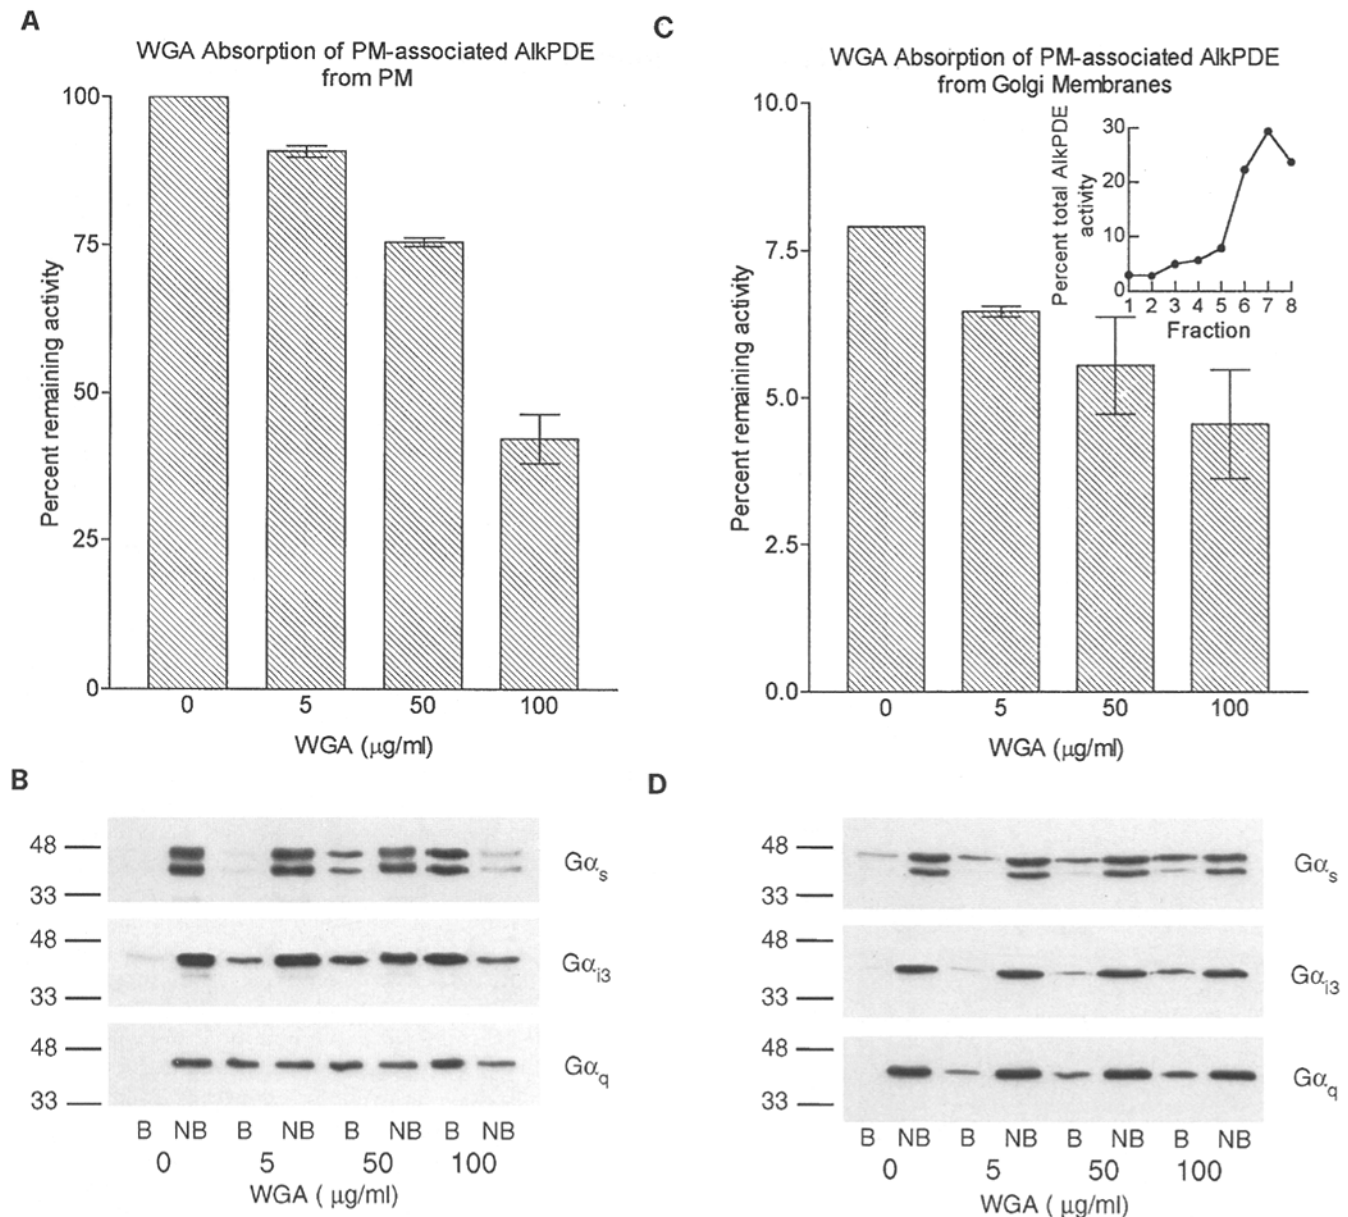 A
WGA Absorption of PM-associated AlkPDE
from PM
Percent remaining activity
100
75
50
25
0
0 5 50 100
WGA (μg/ml)
C
WGA Absorption of PM-associated AlkPDE
from Golgi Membranes
Percent remaining activity
10.0
7.5
5.0
2.5
0.0
Percent total AlkPDE
activity
30
20
10
0
1 2 3 4 5 6 7 8
Fraction
0 5 50 100
WGA (μg/ml)
B
48
33
Gαs
48
33
Gαi3
48
33
Gαq
B NB B NB B NB B NB
0 5 50 100
WGA ( μg/ml)
D
48
33
Gαs
48
33
Gαi3
48
33
Gαq
B NB B NB B NB B NB
0 5 50 100
WGA ( μg/ml)